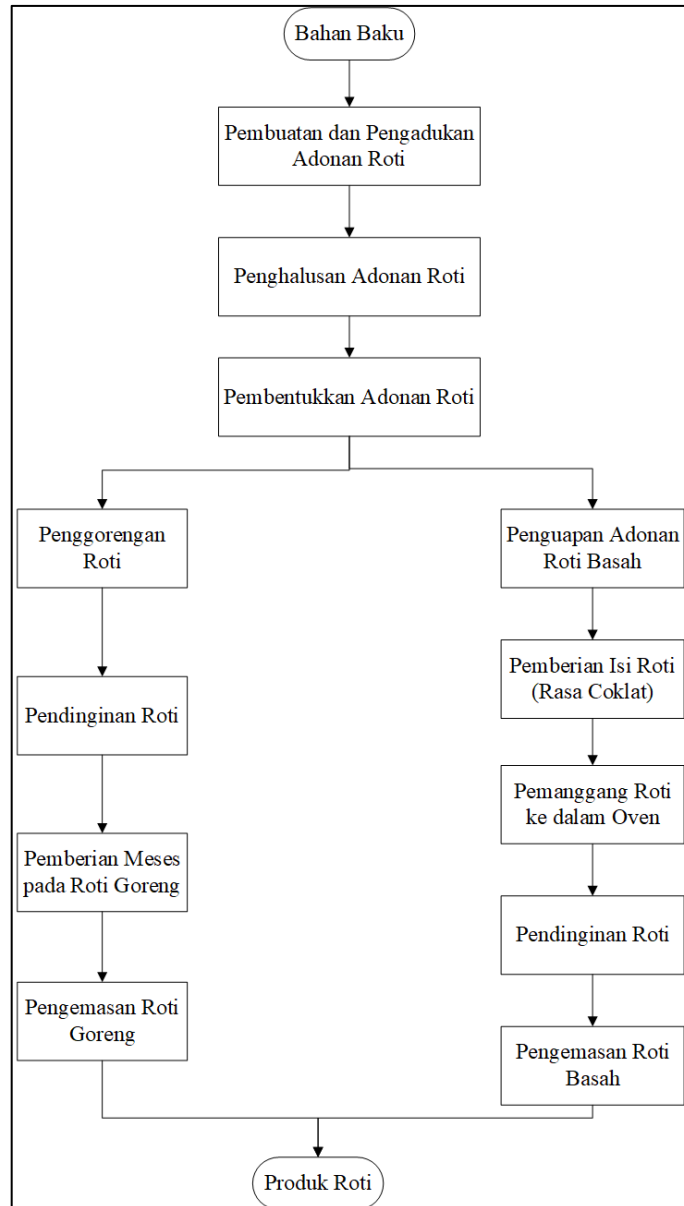 Bahan Baku
Pembuatan dan Pengadukan
Adonan Roti
Penghalusan Adonan Roti
Pembentukkan Adonan Roti
Penggorengan
Roti
Pendinginan Roti
Pemberian Meses
pada Roti Goreng
Pengemasan Roti
Goreng
Penguapan Adonan
Roti Basah
Pemberian Isi Roti
(Rasa Coklat)
Pemanggang Roti
ke dalam Oven
Pendinginan Roti
Pengemasan Roti
Basah
Produk Roti